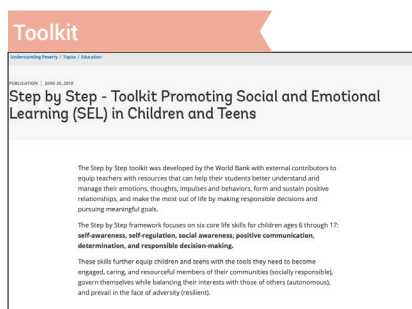 Toolkit
Understanding Poverty / Topics / Education
PUBLICATION | JUNE 26, 2018
Step by Step - Toolkit Promoting Social and Emotional
Learning (SEL) in Children and Teens
The Step by Step toolkit was developed by the World Bank with external contributors to
equip teachers with resources that can help their students better understand and
manage their emotions, thoughts, impulses and behaviors, form and sustain positive
relationships, and make the most out of life by making responsible decisions and
pursuing meaningful goals.
The Step by Step framework focuses on six core life skills for children ages 6 through 17:
self-awareness, self-regulation, social awareness, positive communication,
determination, and responsible decision-making.
These skills further equip children and teens with the tools they need to become
engaged, caring, and resourceful members of their communities (socially responsible),
govern themselves while balancing their interests with those of others (autonomous),
and prevail in the face of adversity (resilient).